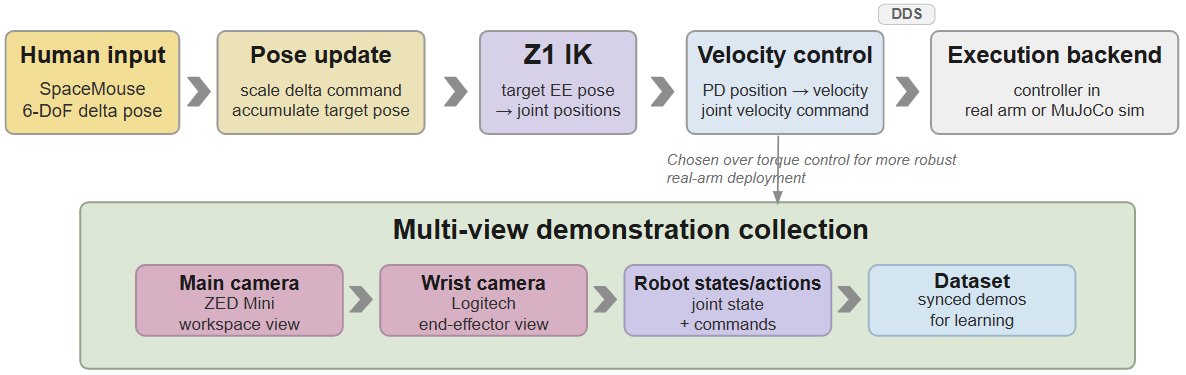 DDS
Human input
SpaceMouse
6-DoF delta pose
Pose update
scale delta command
accumulate target pose
Z1 IK
target EE pose
→ joint positions
Velocity control
PD position → velocity
joint velocity command
Execution backend
controller in
real arm or MuJoCo sim
Chosen over torque control for more robust
real-arm deployment
Multi-view demonstration collection
Main camera
ZED Mini
workspace view
Wrist camera
Logitech
end-effector view
Robot states/actions
joint state
+ commands
Dataset
synced demos
for learning